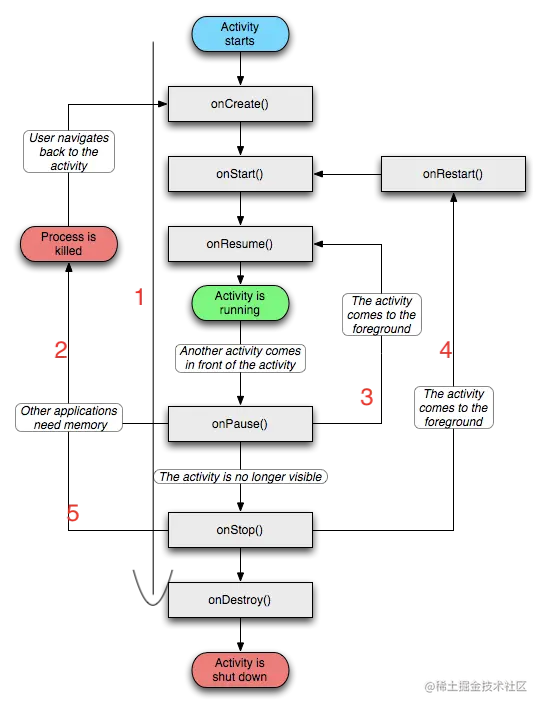 Activity
starts
onCreate()
User navigates
back to the
activity
onStart()
onRestart()
Process is
killed
onResume()
1
Activity is
running
The activity
comes to the
foreground
2
Another activity comes
in front of the activity
4
3
The activity
comes to the
foreground
Other applications
need memory
onPause()
The activity is no longer visible
5
onStop()
onDestroy()
Activity is
shut down
@稀土掘金技术社区